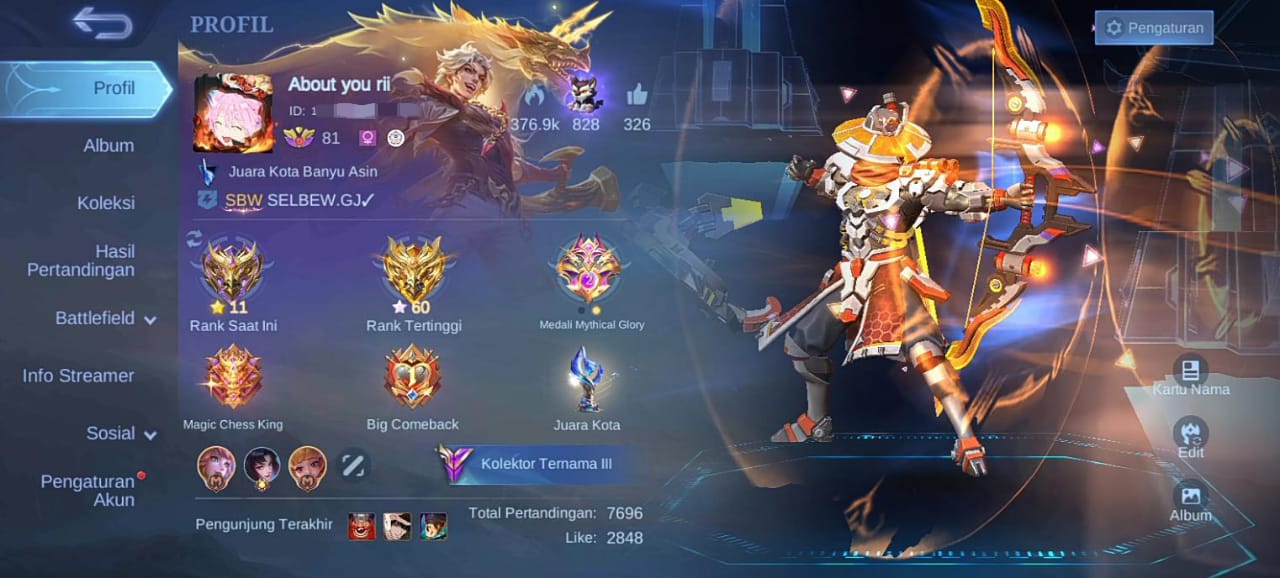 PROFIL
Pengaturan
Profil
Album
Koleksi
Hasil
Pertandingan
Battlefield
Info Streamer
Sosial
Pengaturan
Akun
About you rii
ID: 1
81
376.9k 828 326
Juara Kota Banyu Asin
SBW SELBEW.GJ✓
11
Rank Saat Ini
60
Rank Tertinggi
2
Medali Mythical Glory
Magic Chess King
1
Big Comeback
Juara Kota
Kolektor Ternama III
Pengunjung Terakhir
Total Pertandingan: 7696
Like: 2848
Kartu Nama
Edit
Album